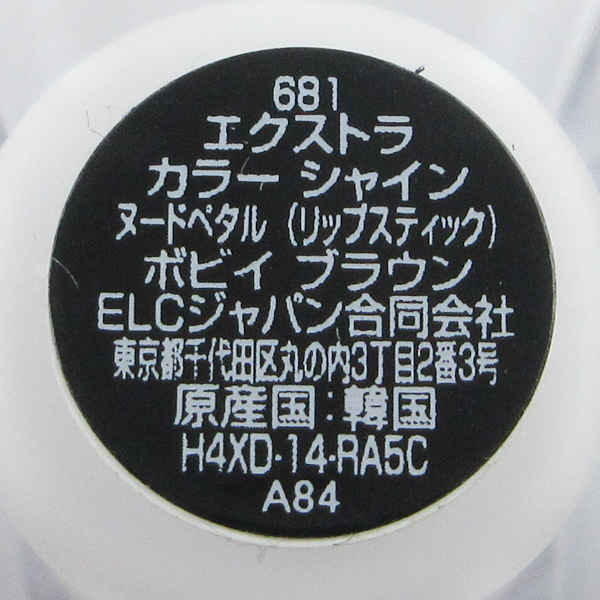 681
エクストラ
カラー シャイン
ヌードペタル (リップスティック)
ボビイ ブラウン
ELCジャパン合同会社
東京都千代田区丸の内3丁目2番3号
原産国:韓国
H4XD-14-RA5C
A84